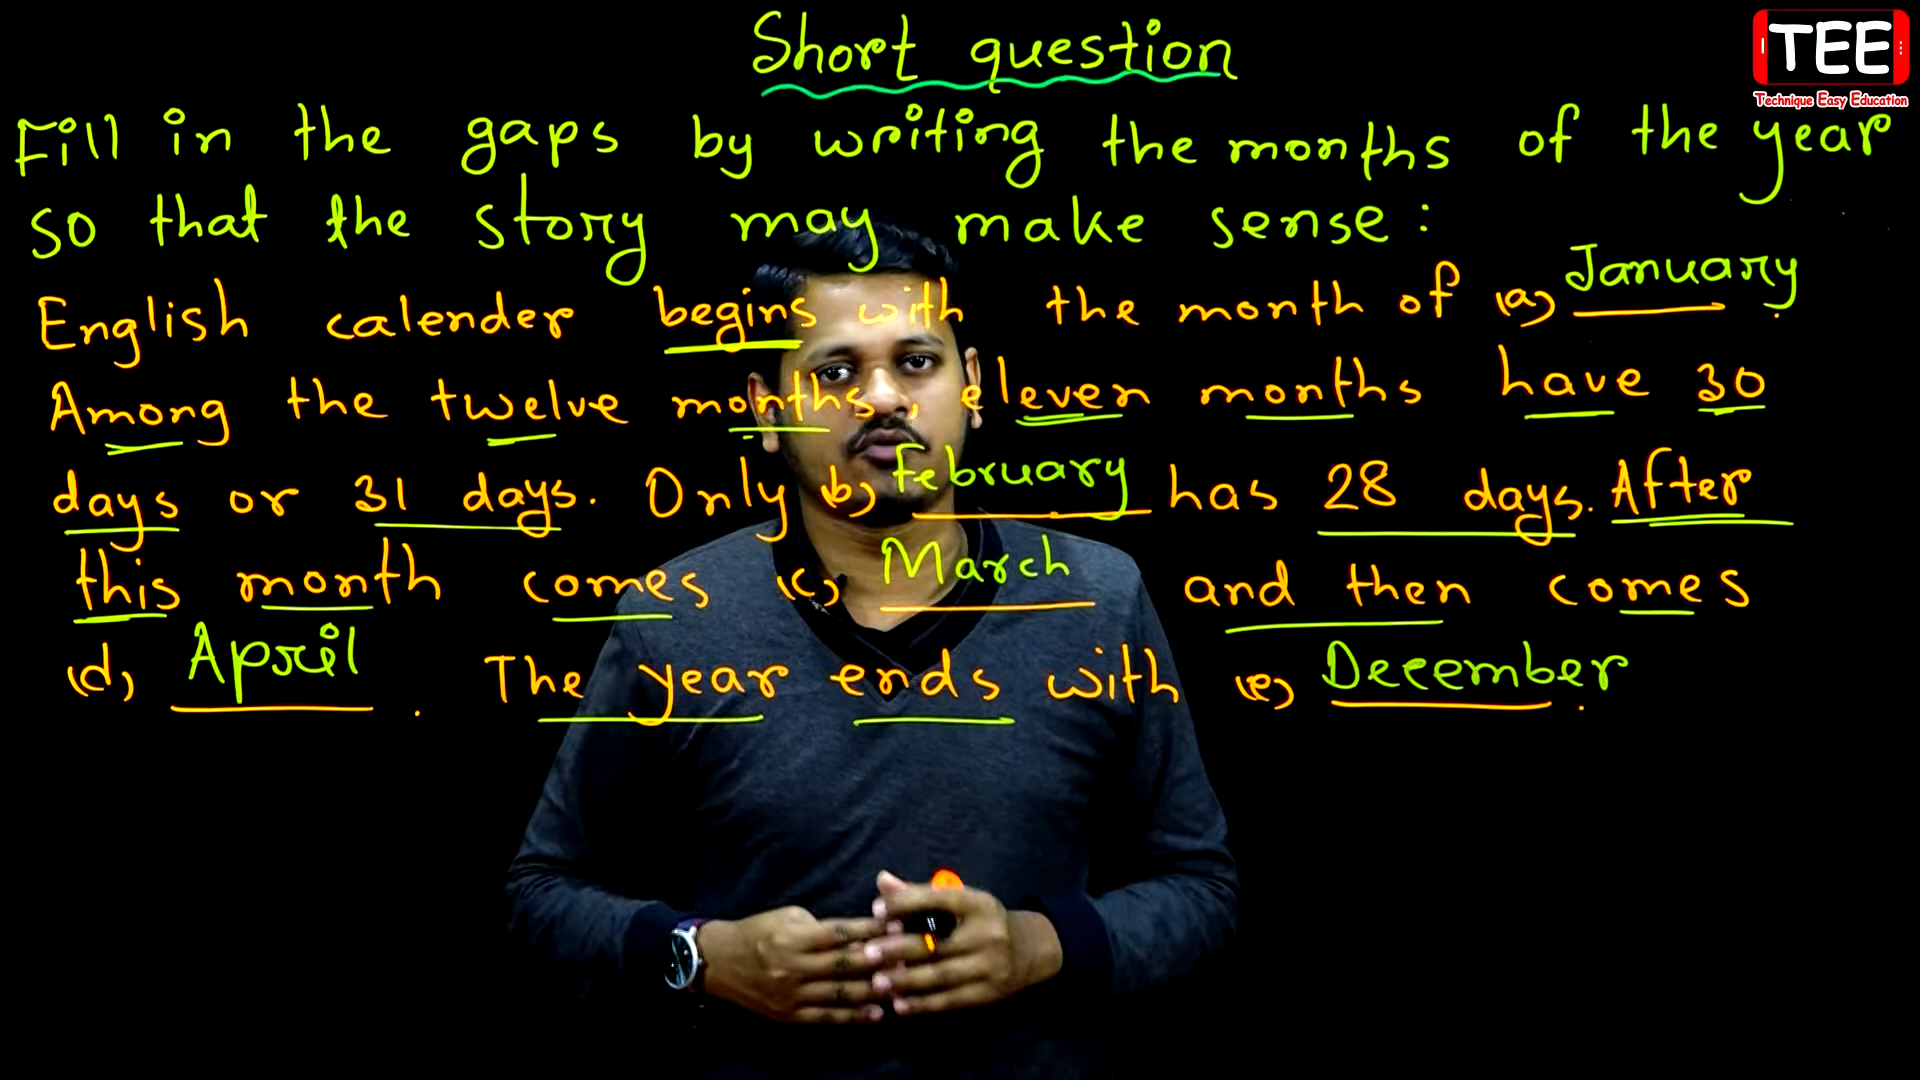 Short question
TEE
Technique Easy Education
Fill in the gaps by writing the months of the year
so that the story may make sense:
English calender begins with the month of (a) January.
Among the twelve months, eleven months have 30
days or 31 days. Only (b) February has 28 days. After
this month comes (c) March and then comes
(d) April. The year ends with (e) December.